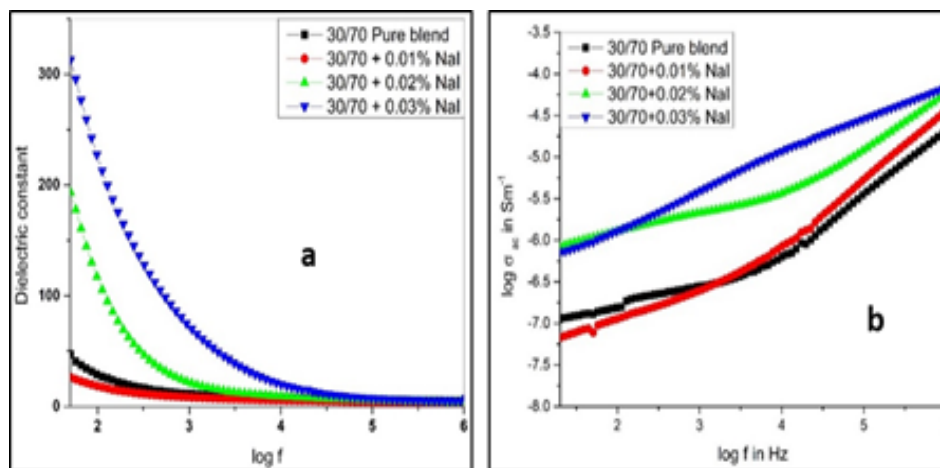 30/70 Pure blend
30/70 + 0.01% NaI
30/70 + 0.02% NaI
30/70 + 0.03% NaI
300
200
100
0
Dielectric constant
a
2
3
4
5
6
log f
30/70 Pure blend
30/70+0.01% NaI
30/70+0.02% NaI
30/70+0.03% NaI
-3.5
-4.0
-4.5
-5.0
-5.5
-6.0
-6.5
-7.0
-7.5
-8.0
log σ ac in Sm⁻¹
b
2
3
4
5
log f in Hz